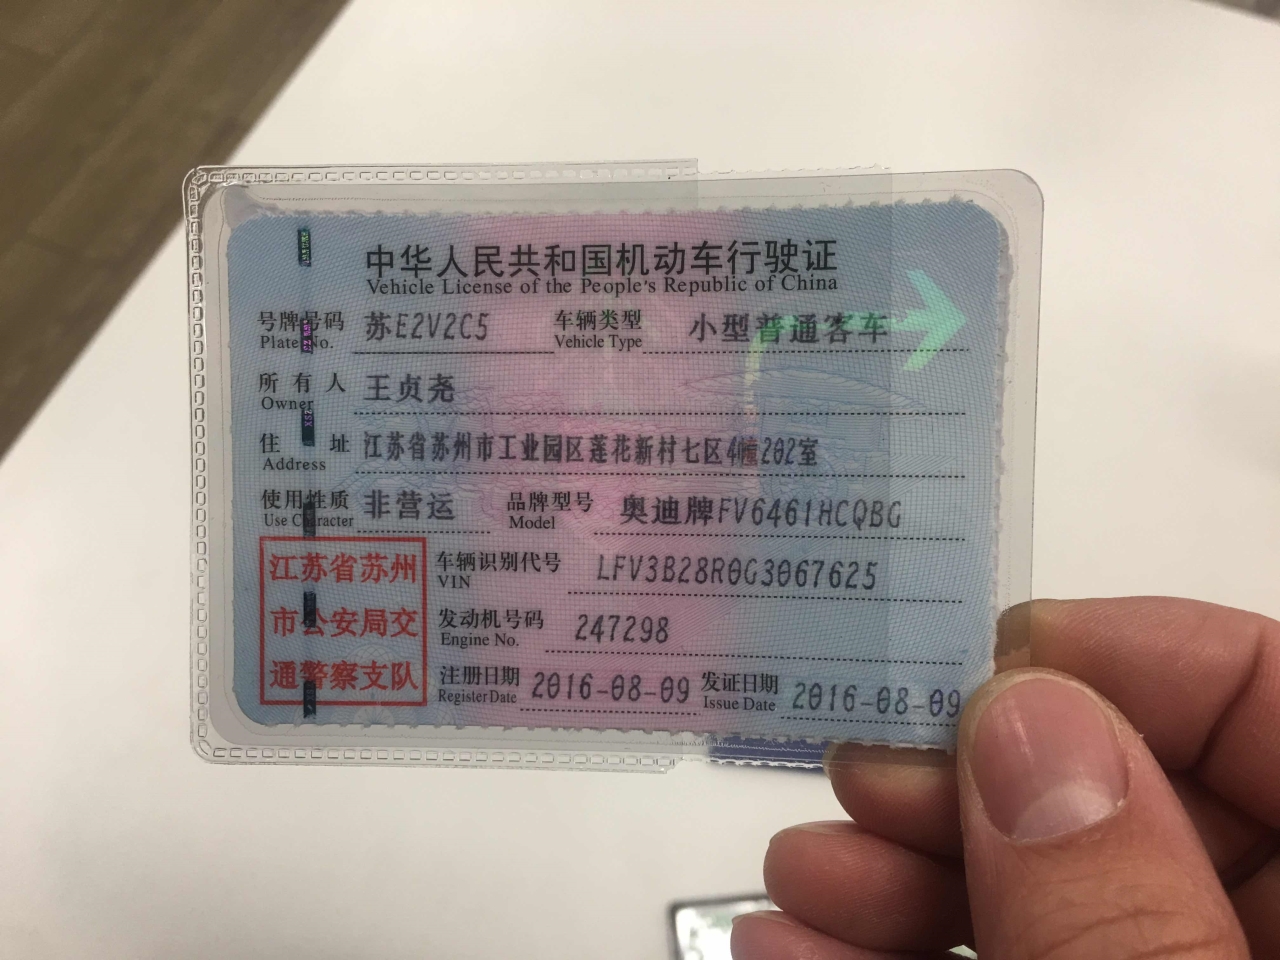 中华人民共和国机动车行驶证
Vehicle License of the People's Republic of China
号牌号码 苏E2V2C5 车辆类型 小型普通客车
Plate No. Vehicle Type
所有人 王贞尧
Owner
住址 江苏省苏州市工业园区莲花新村七区4幢202室
Address
使用性质 非营运 品牌型号 奥迪牌FV6461HCQBG
Use Character Model
江苏省苏州
市公安局交
通警察支队
车辆识别代号 LFV3B28R0G3067625
VIN
发动机号码 247298
Engine No.
注册日期 2016-08-09 发证日期 2016-08-09
Register Date Issue Date